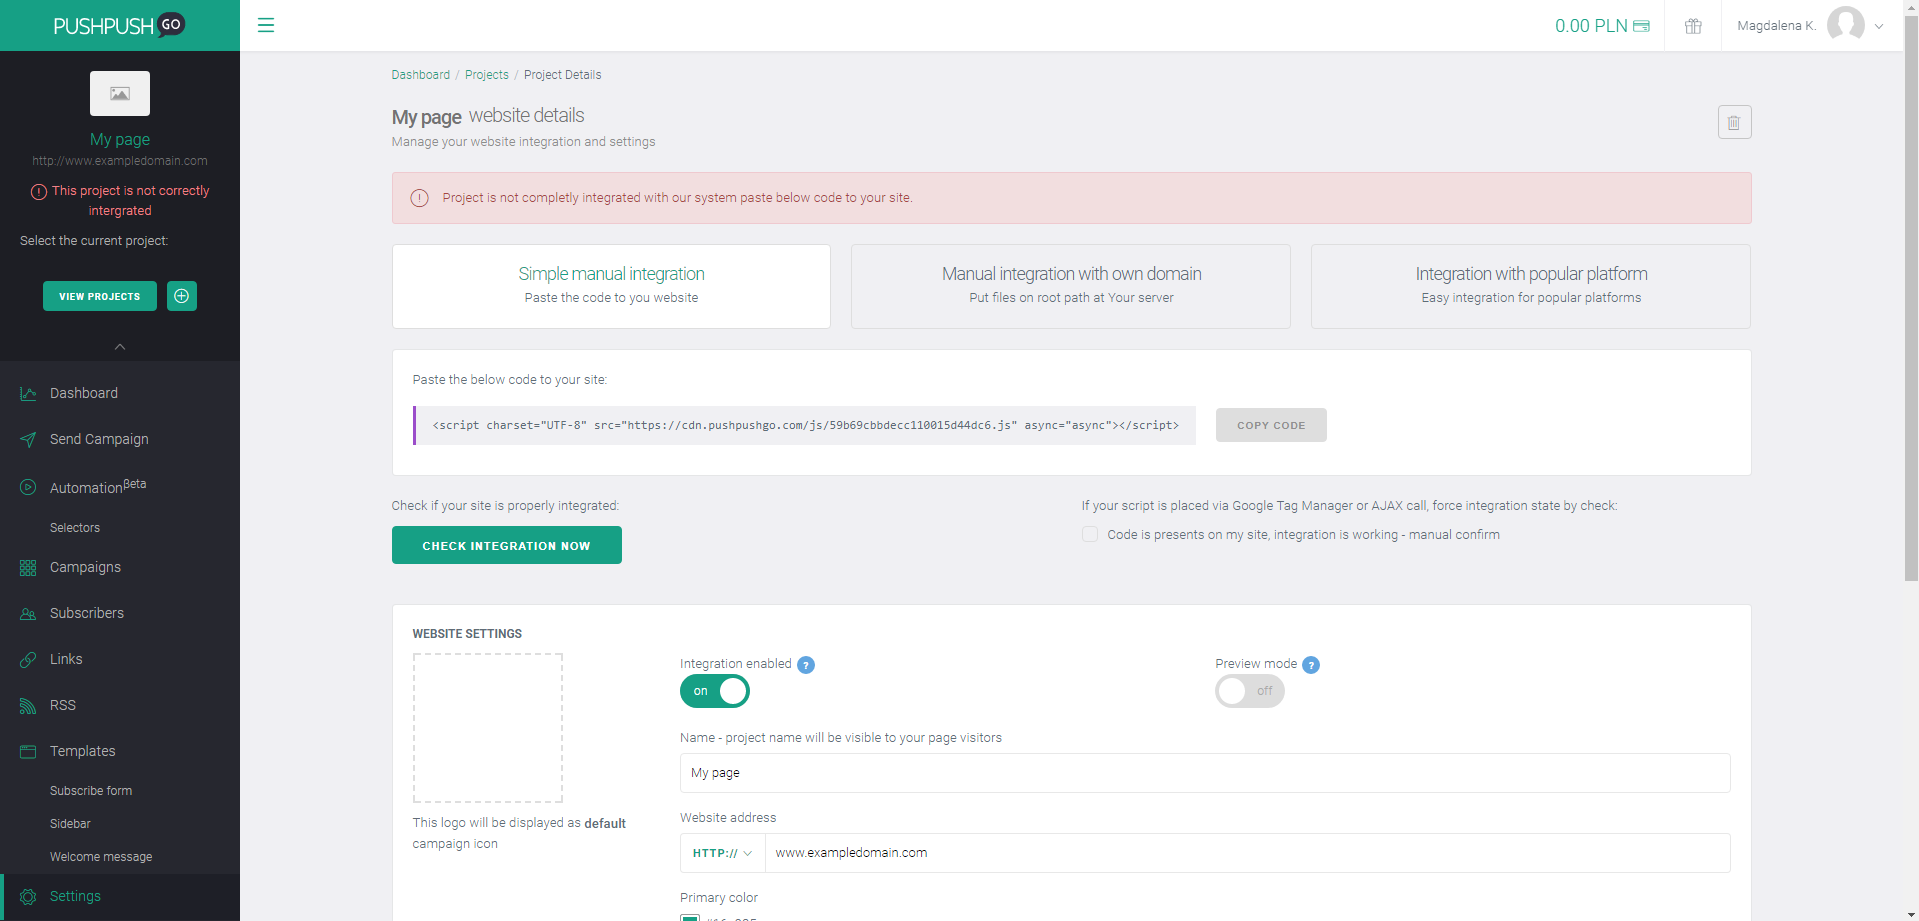 PUSHPUSH GO
0.00 PLN
Magdalena K.
My page
http://www.exampledomain.com
This project is not correctly
intergrated
Select the current project:
VIEW PROJECTS
Dashboard
Send Campaign
Automation Beta
Selectors
Campaigns
Subscribers
Links
RSS
Templates
Subscribe form
Sidebar
Welcome message
Settings
Dashboard / Projects / Project Details
My page website details
Manage your website integration and settings
Project is not completly integrated with our system paste below code to your site.
Simple manual integration
Paste the code to you website
Manual integration with own domain
Put files on root path at Your server
Integration with popular platform
Easy integration for popular platforms
Paste the below code to your site:
<script charset="UTF-8" src="https://cdn.pushpushgo.com/js/59b69cbbdecc110015d44dc6.js" async="async"></script>
COPY CODE
Check if your site is properly integrated:
CHECK INTEGRATION NOW
If your script is placed via Google Tag Manager or AJAX call, force integration state by check:
Code is presents on my site, integration is working - manual confirm
WEBSITE SETTINGS
This logo will be displayed as default
campaign icon
Integration enabled ?
on
Preview mode ?
off
Name - project name will be visible to your page visitors
My page
Website address
HTTP:// www.exampledomain.com
Primary color